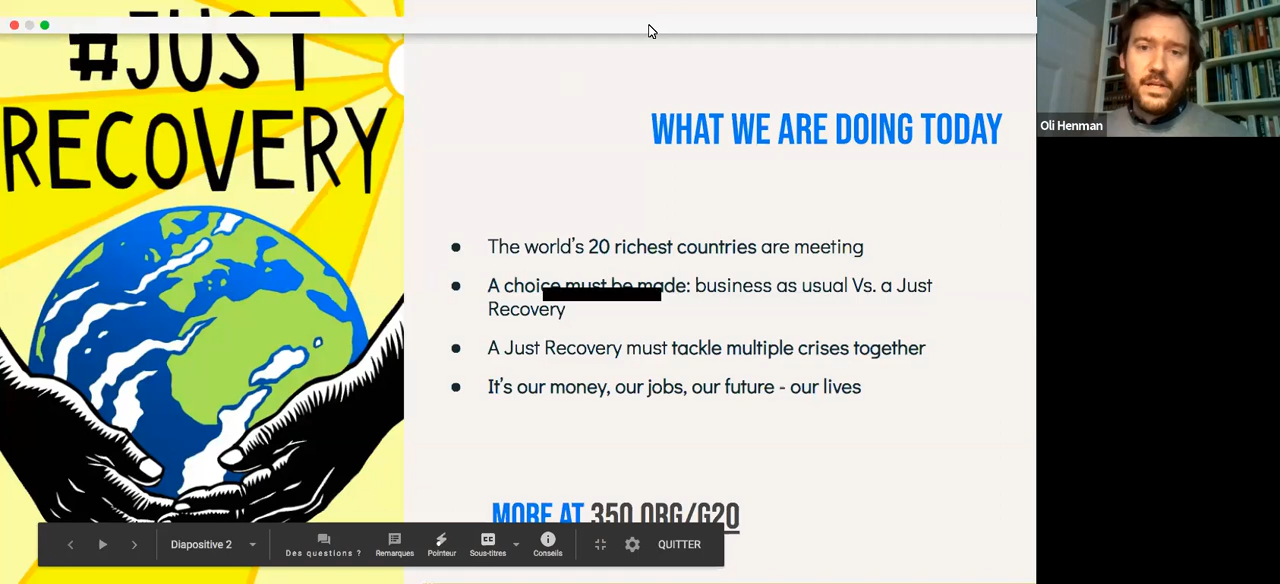 #JUST
RECOVERY
WHAT WE ARE DOING TODAY
The world's 20 richest countries are meeting
A choice must be made: business as usual Vs. a Just
Recovery
A Just Recovery must tackle multiple crises together
It's our money, our jobs, our future - our lives
MORE AT 350.ORG/G20
Oli Henman
Diapositive 2
Des questions ?
Remarques
Pointeur
Sous-titres
Conseils
QUITTER